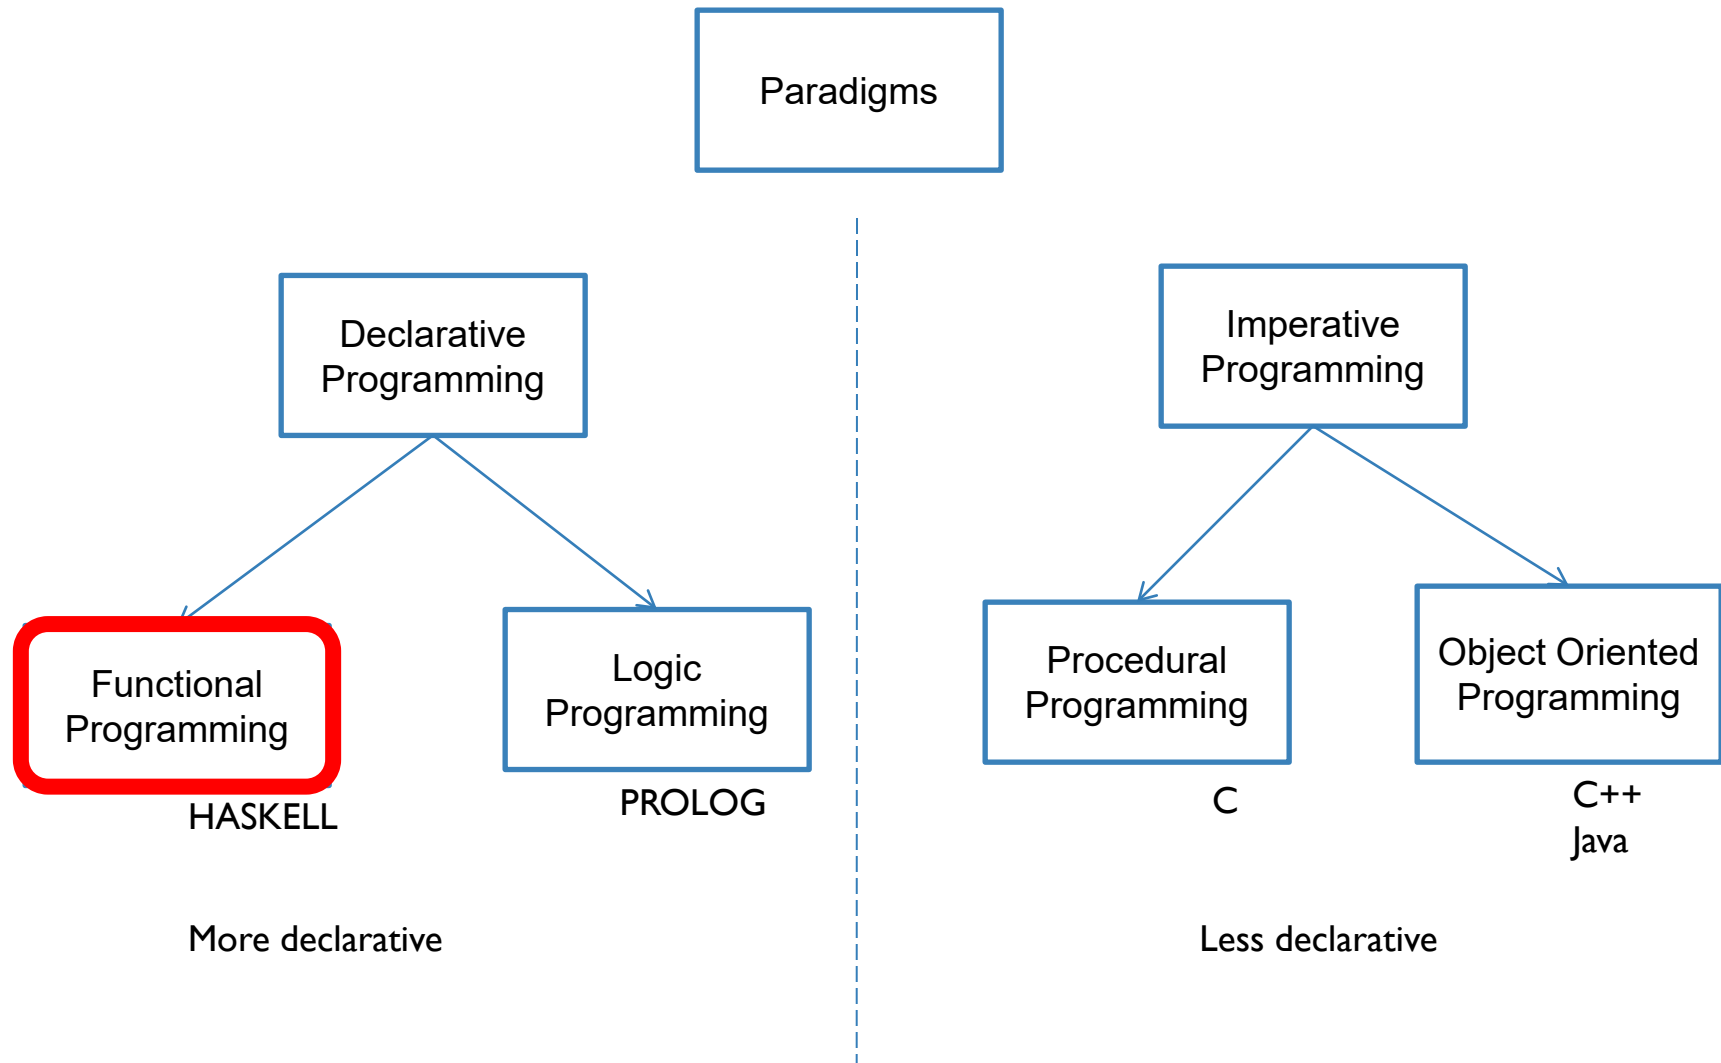 Paradigms
Declarative
Programming
Imperative
Programming
Functional
Programming
HASKELL
Logic
Programming
PROLOG
Procedural
Programming
C
Object Oriented
Programming
C++
Java
More declarative
Less declarative